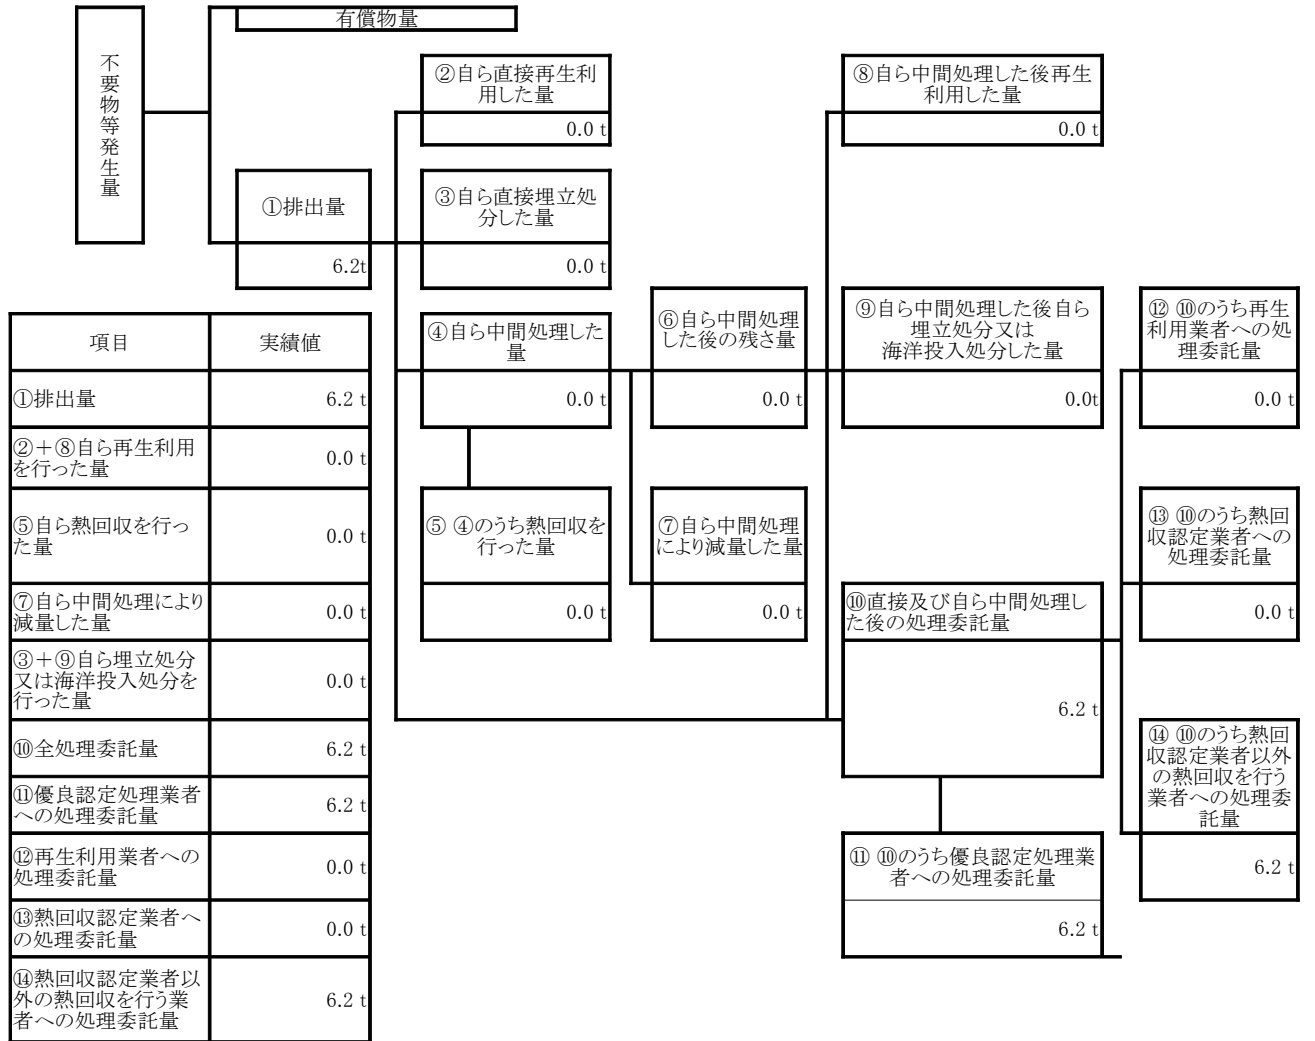 有償物量
不要物等発生量
②自ら直接再生利
用した量
0.0 t
⑧自ら中間処理した後再生
利用した量
0.0 t
①排出量
6.2t
③自ら直接埋立処
分した量
0.0 t
④自ら中間処理した
量
0.0 t
⑥自ら中間処理
した後の残さ量
0.0 t
⑨自ら中間処理した後自ら
埋立処分又は
海洋投入処分した量
0.0t
⑫ ⑩のうち再生
利用業者への処
理委託量
0.0 t
⑤ ④のうち熱回収を
行った量
0.0 t
⑦自ら中間処理
により減量した量
0.0 t
⑬ ⑩のうち熱回
収認定業者への
処理委託量
0.0 t
⑩直接及び自ら中間処理し
た後の処理委託量
6.2 t
⑭ ⑩のうち熱回
収認定業者以外
の熱回収を行う
業者への処理委
託量
6.2 t
⑪ ⑩のうち優良認定処理業
者への処理委託量
6.2 t
項目 実績値
①排出量 6.2 t
②＋⑧自ら再生利用
を行った量 0.0 t
⑤自ら熱回収を行っ
た量 0.0 t
⑦自ら中間処理により
減量した量 0.0 t
③＋⑨自ら埋立処分
又は海洋投入処分を
行った量 0.0 t
⑩全処理委託量 6.2 t
⑪優良認定処理業者
への処理委託量 6.2 t
⑫再生利用業者への
処理委託量 0.0 t
⑬熱回収認定業者へ
の処理委託量 0.0 t
⑭熱回収認定業者以
外の熱回収を行う業
者への処理委託量 6.2 t